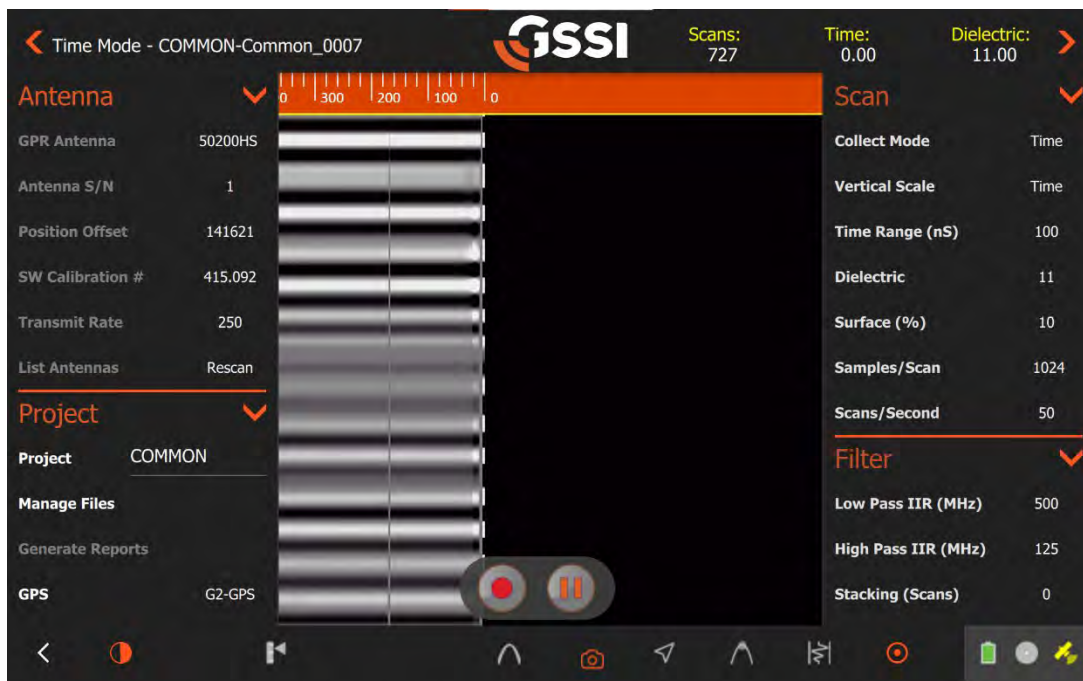 Time Mode - COMMON-Common_0007
GSSI
Scans:
727
Time:
0.00
Dielectric:
11.00
Antenna
GPR Antenna 50200HS
Antenna S/N 1
Position Offset 141621
SW Calibration # 415.092
Transmit Rate 250
List Antennas Rescan
Project
Project COMMON
Manage Files
Generate Reports
GPS G2-GPS
0 300 200 100 0
Scan
Collect Mode Time
Vertical Scale Time
Time Range (nS) 100
Dielectric 11
Surface (%) 10
Samples/Scan 1024
Scans/Second 50
Filter
Low Pass IIR (MHz) 500
High Pass IIR (MHz) 125
Stacking (Scans) 0